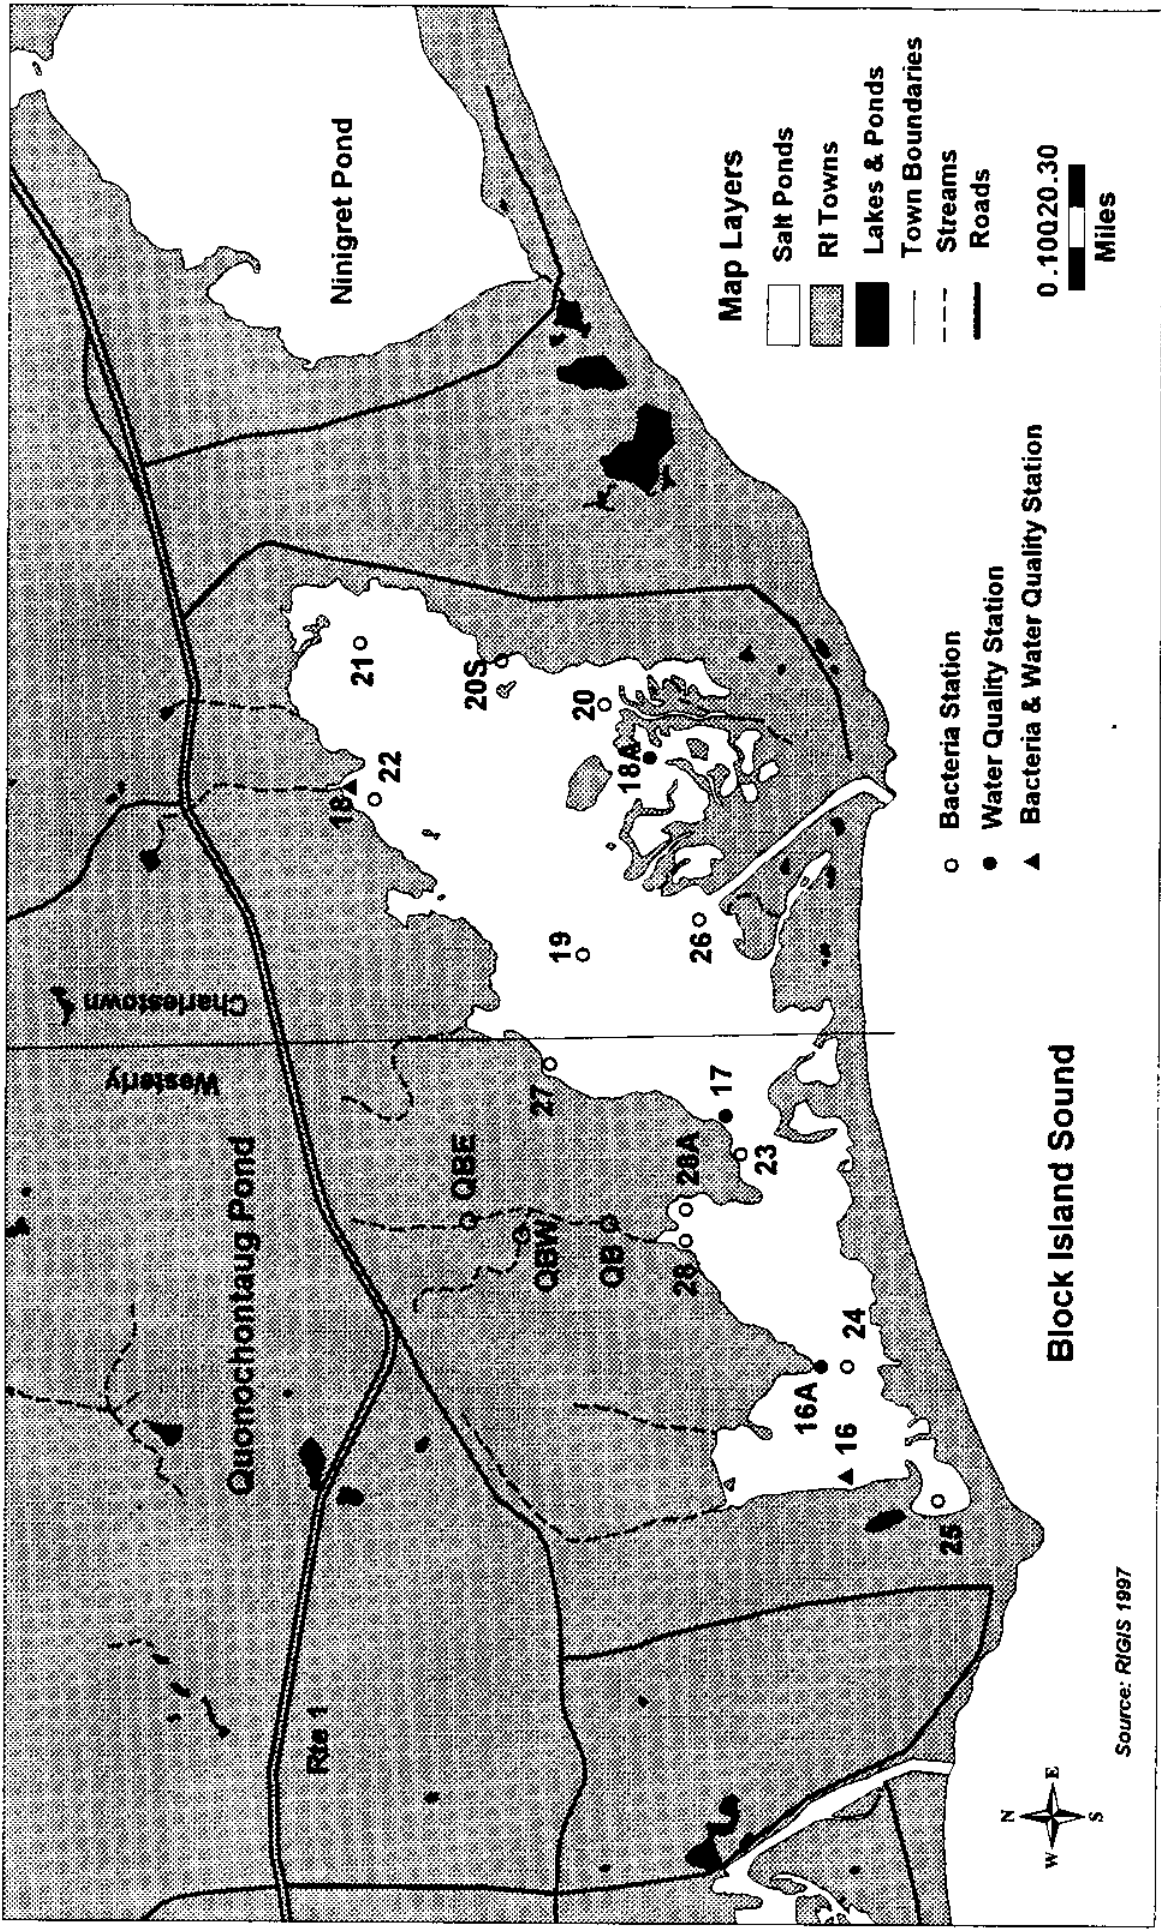 Quonochontaug Pond
Westerly
Charlestown
Ninigret Pond
Rte 1
QBE
QBW
QB
27
19
21
22
18
20S
20
18A
26
17
28A
23
28
24
16A
16
25
Block Island Sound
Map Layers
Salt Ponds
RI Towns
Lakes & Ponds
Town Boundaries
Streams
Roads
0 .10 0.20 .30
Miles
Bacteria Station
Water Quality Station
Bacteria & Water Quality Station
N
W
E
S
Source: RIGIS 1997